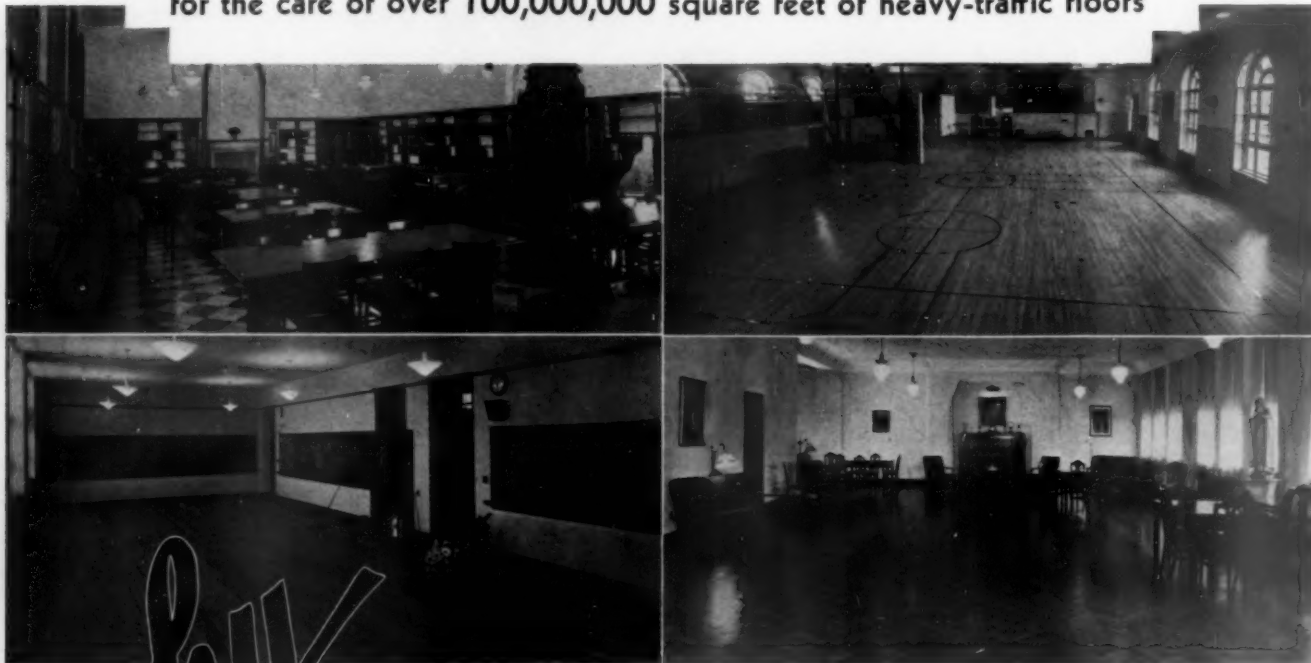 for the care of over 100,000,000 square feet of heavy-traffic floors